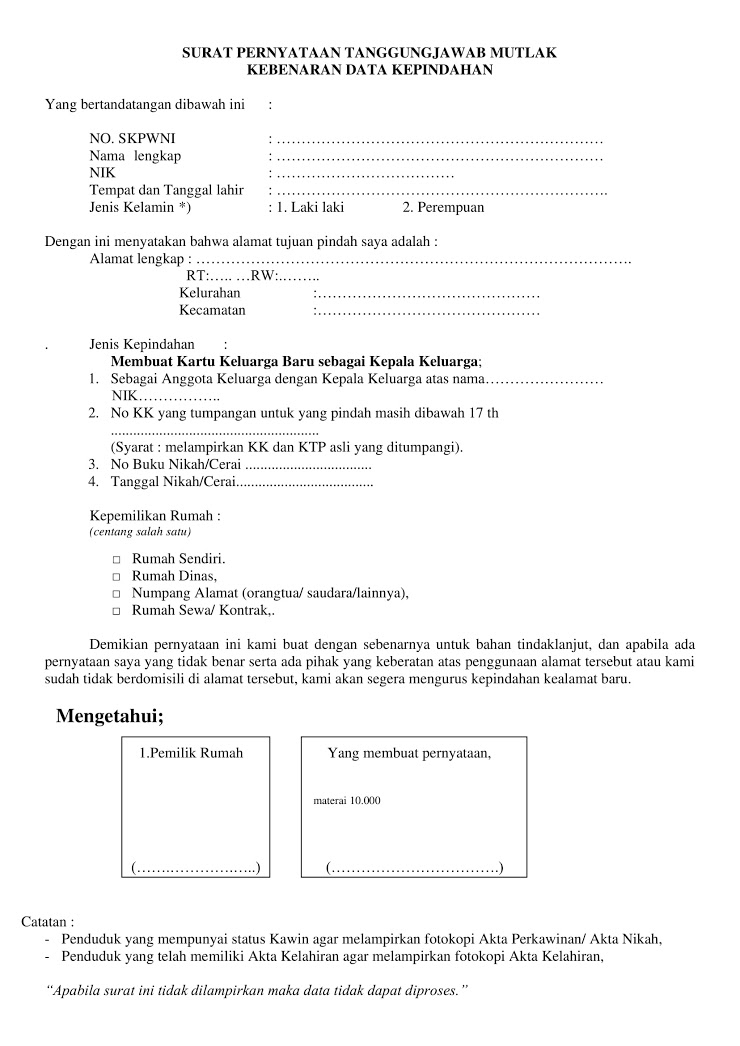 SURAT PERNYATAAN TANGGUNGJAWAB MUTLAK
KEBENARAN DATA KEPINDAHAN
Yang bertandatangan dibawah ini :
NO. SKPWNI : …………………………………………………………
Nama lengkap : …………………………………………………………
NIK : ………………………………
Tempat dan Tanggal lahir : ………………………………………………………….
Jenis Kelamin *) : 1. Laki laki 2. Perempuan
Dengan ini menyatakan bahwa alamat tujuan pindah saya adalah :
Alamat lengkap : …………………………………………………………………………….
RT:….. …RW:.……..
Kelurahan :………………………………………
Kecamatan :………………………………………
. Jenis Kepindahan :
Membuat Kartu Keluarga Baru sebagai Kepala Keluarga;
1. Sebagai Anggota Keluarga dengan Kepala Keluarga atas nama……………………
NIK……………..
2. No KK yang tumpangan untuk yang pindah masih dibawah 17 th
........................................................
(Syarat : melampirkan KK dan KTP asli yang ditumpangi).
3. No Buku Nikah/Cerai ..................................
4. Tanggal Nikah/Cerai.....................................
Kepemilikan Rumah :
(centang salah satu)
□ Rumah Sendiri.
□ Rumah Dinas,
□ Numpang Alamat (orangtua/ saudara/lainnya),
□ Rumah Sewa/ Kontrak,.
Demikian pernyataan ini kami buat dengan sebenarnya untuk bahan tindaklanjut, dan apabila ada
pernyataan saya yang tidak benar serta ada pihak yang keberatan atas penggunaan alamat tersebut atau kami
sudah tidak berdomisili di alamat tersebut, kami akan segera mengurus kepindahan kealamat baru.
Mengetahui;
1.Pemilik Rumah
(…….……………..)
Yang membuat pernyataan,
materai 10.000
(…………………………….)
Catatan :
- Penduduk yang mempunyai status Kawin agar melampirkan fotokopi Akta Perkawinan/ Akta Nikah,
- Penduduk yang telah memiliki Akta Kelahiran agar melampirkan fotokopi Akta Kelahiran,
“Apabila surat ini tidak dilampirkan maka data tidak dapat diproses.”